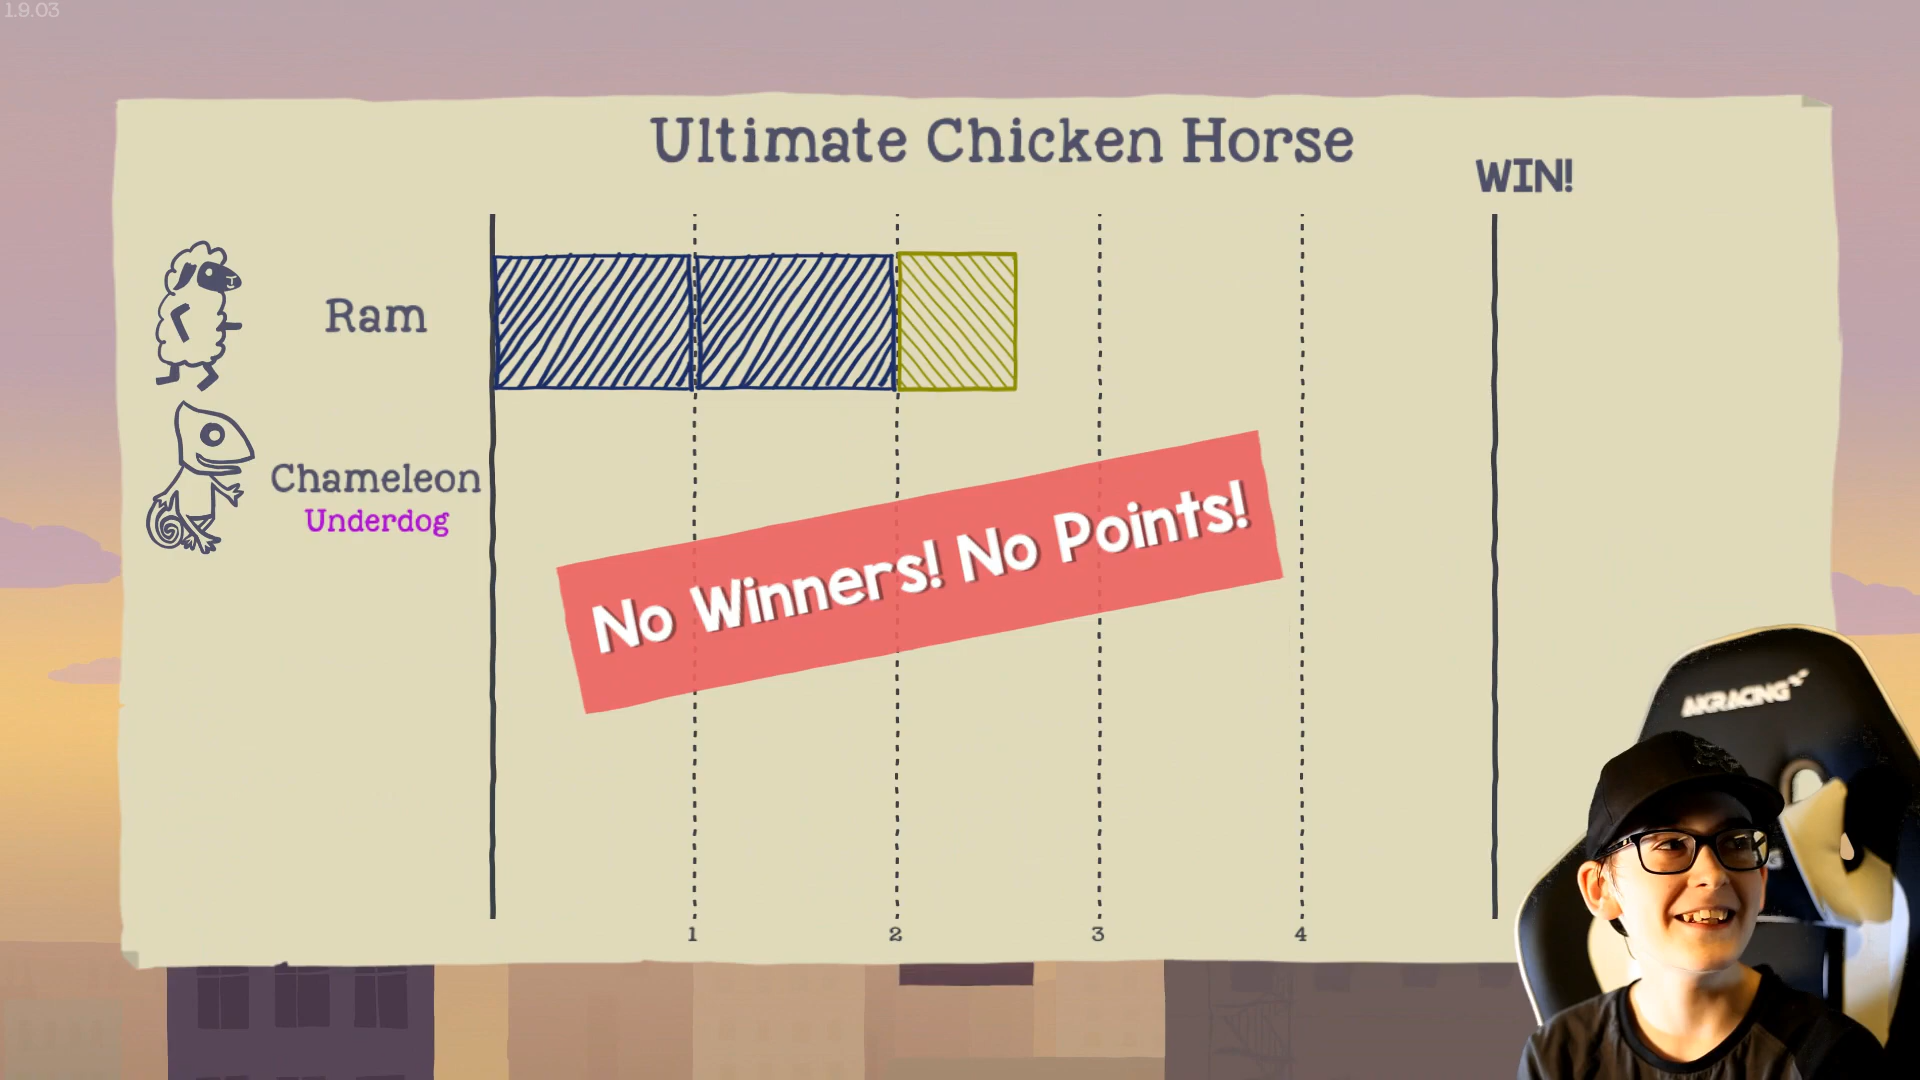 1.9.03
Ultimate Chicken Horse
WIN!
Ram
Chameleon
Underdog
No Winners! No Points!
1
2
3
4
AKRACING